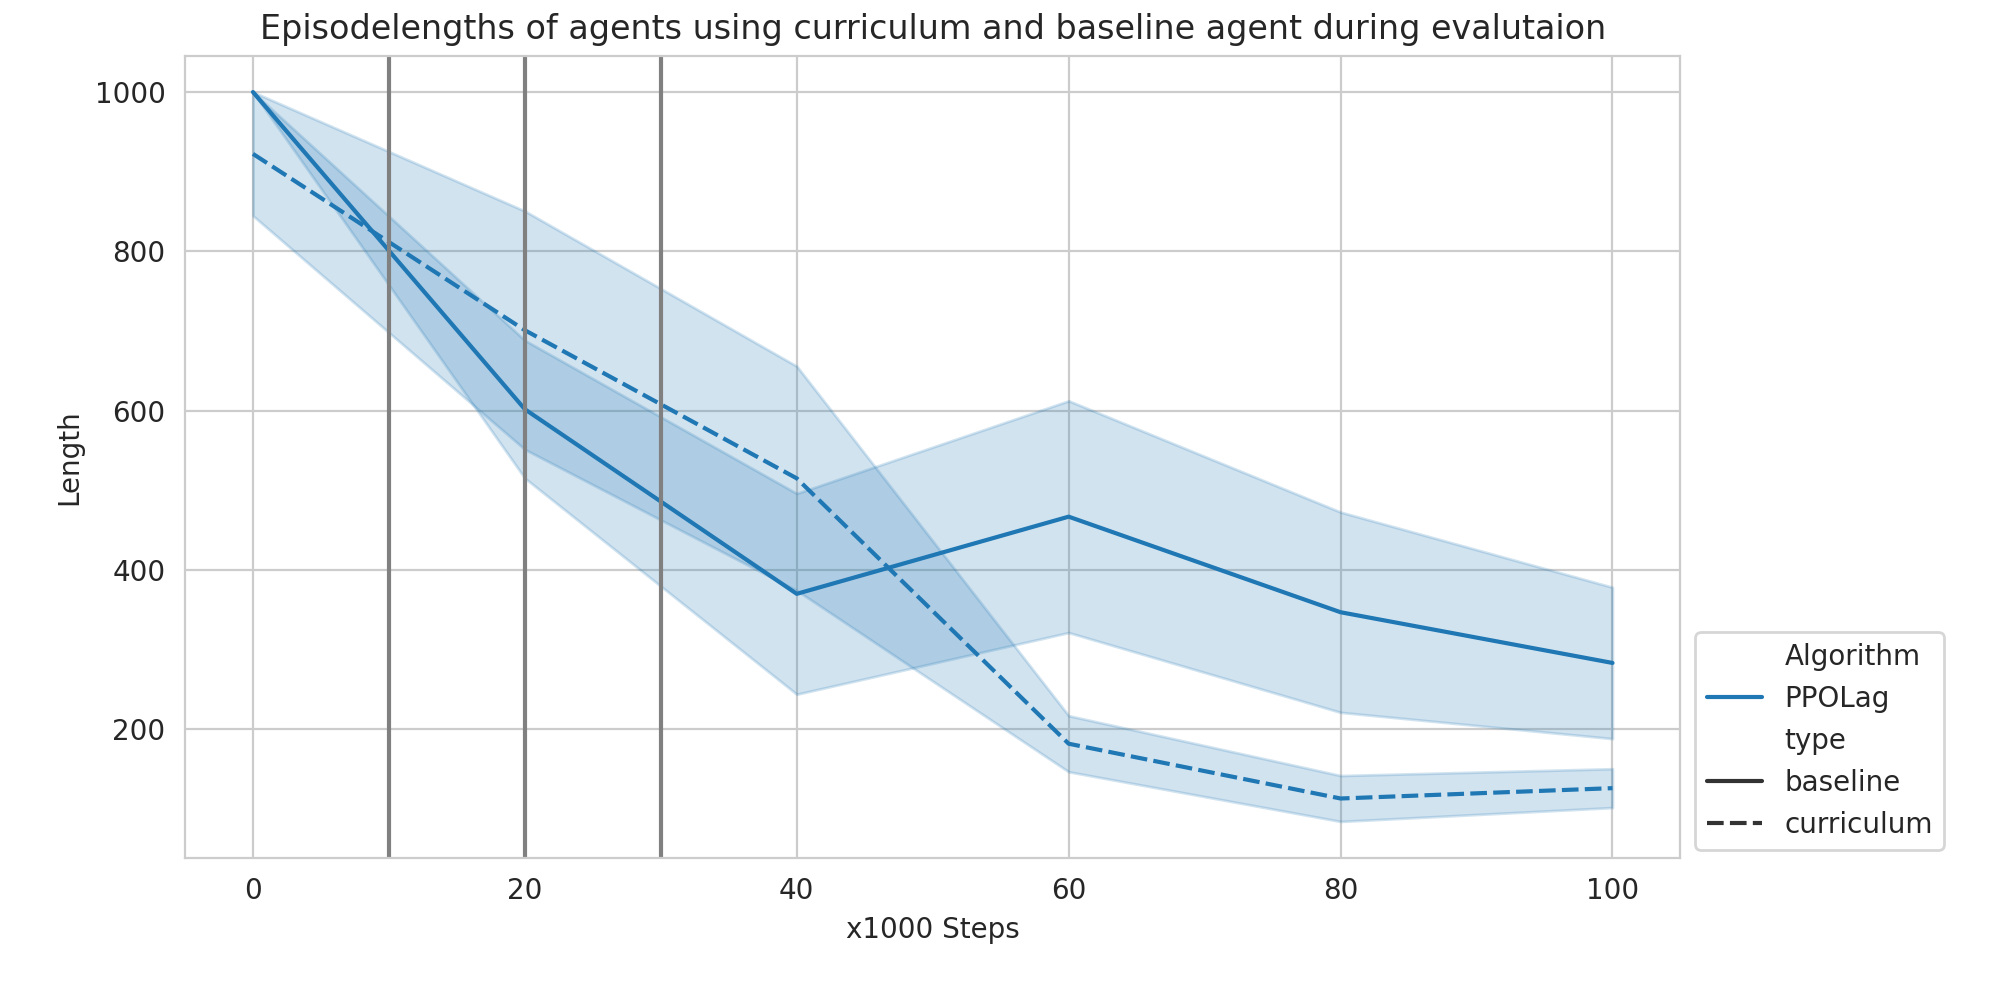 Episodelengths of agents using curriculum and baseline agent during evalutaion
1000
800
600
400
200
Length
0 20 40 60 80 100
x1000 Steps
Algorithm
PPOLag
type
baseline
curriculum